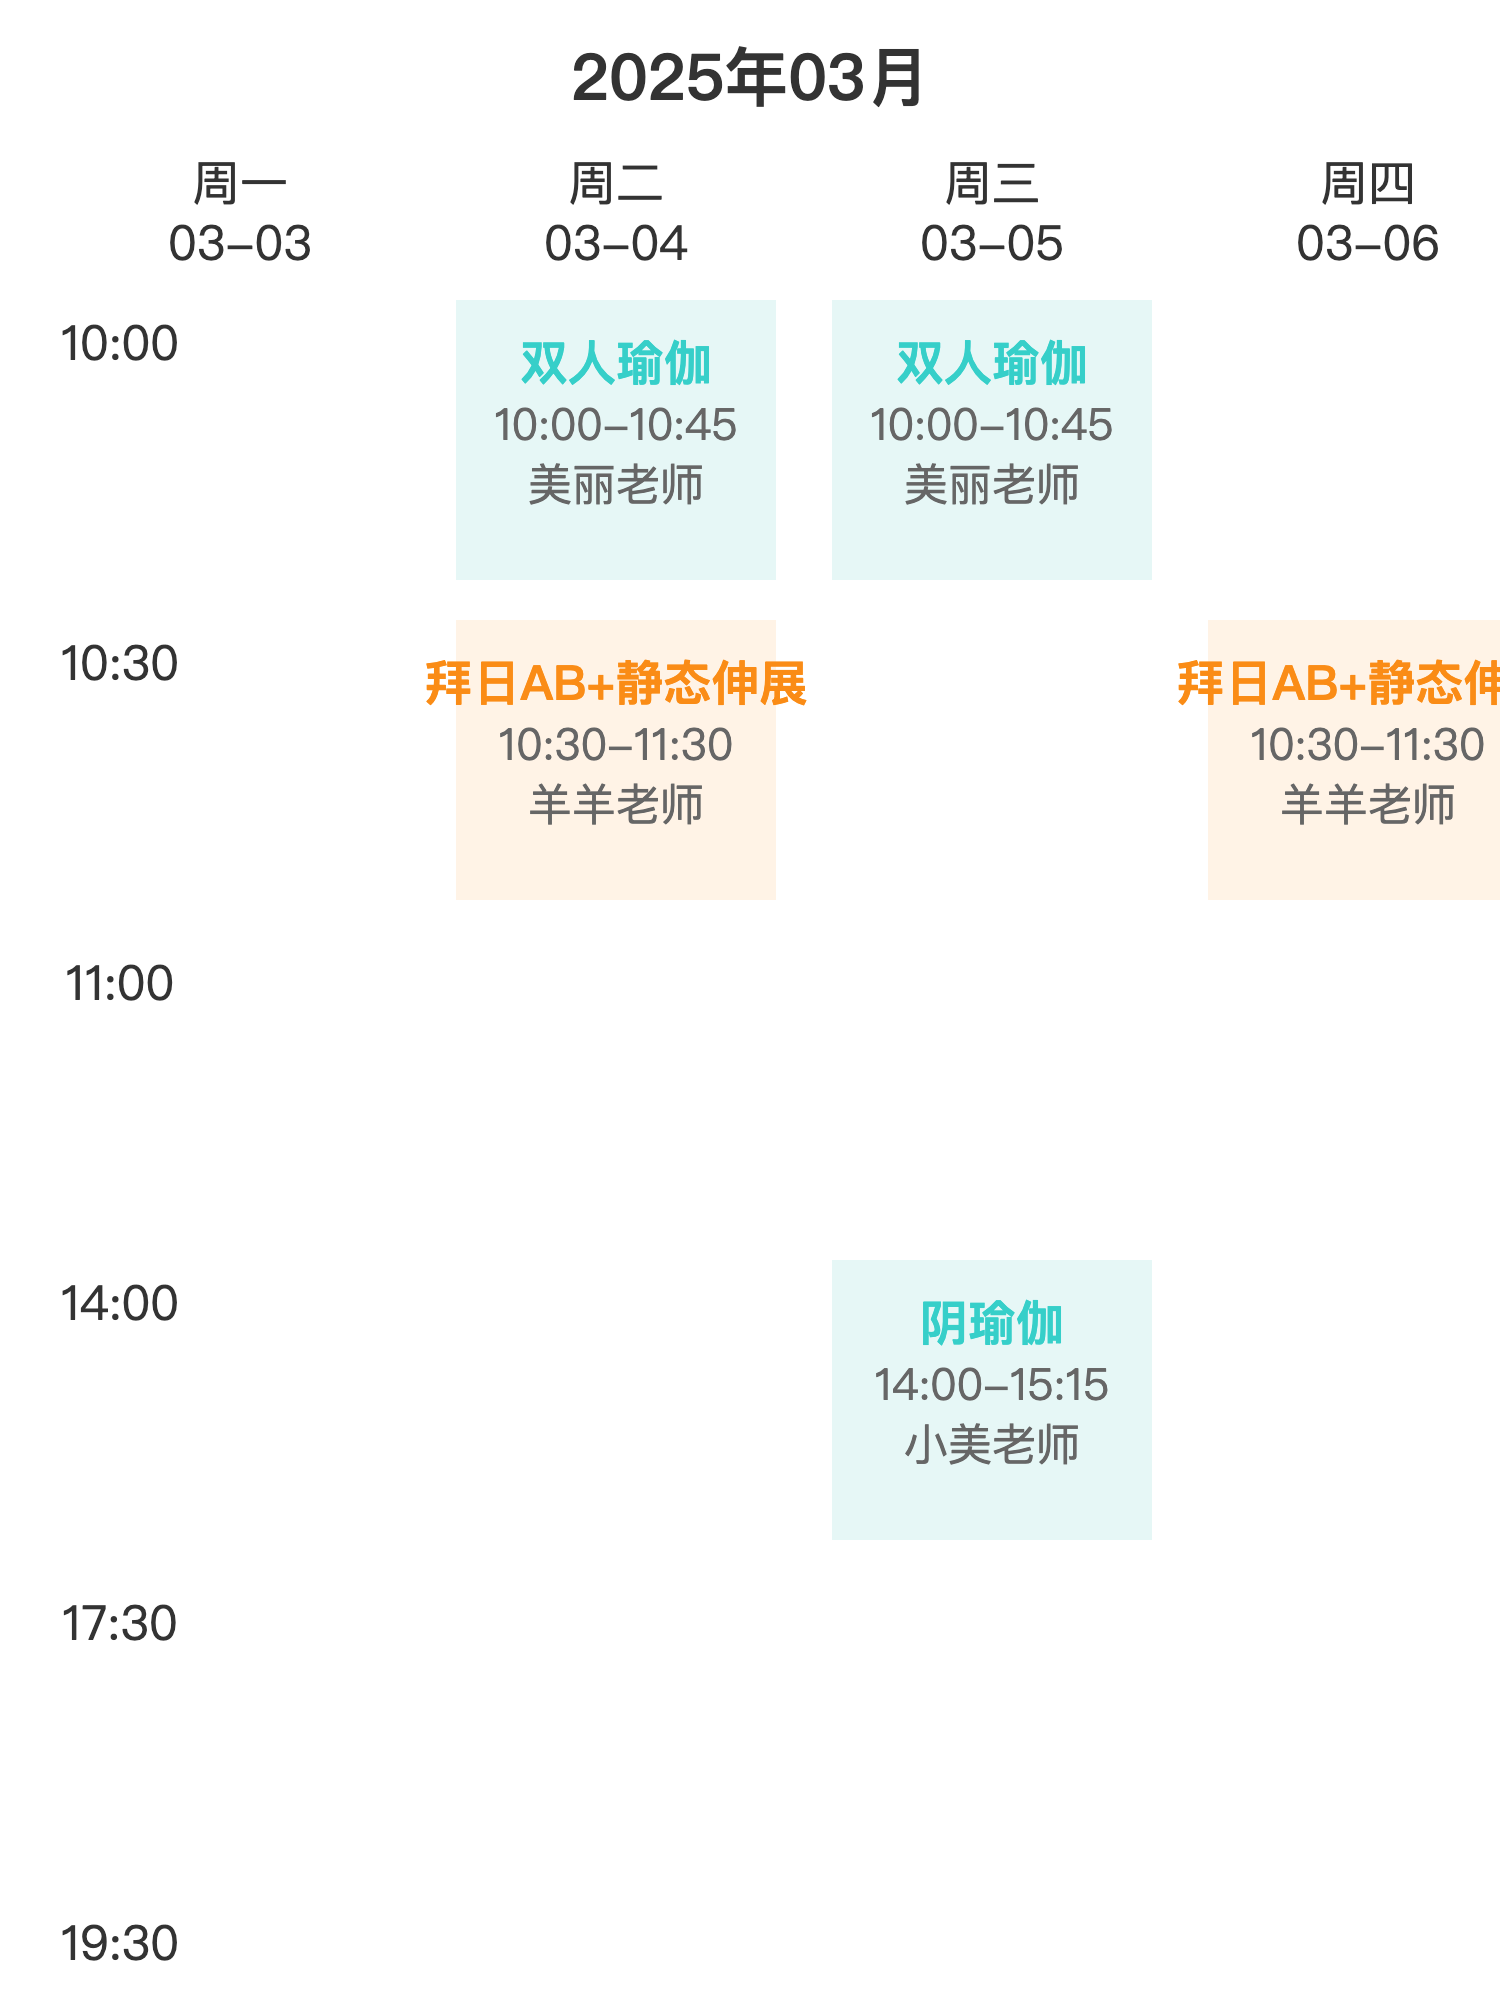 2025年03月
周一 周二 周三 周四
03-03 03-04 03-05 03-06
10:00
双人瑜伽 双人瑜伽
10:00-10:45 10:00-10:45
美丽老师 美丽老师
10:30
拜日AB+静态伸展 拜日AB+静态伸
10:30-11:30 10:30-11:30
羊羊老师 羊羊老师
11:00
14:00
阴瑜伽
14:00-15:15
小美老师
17:30
19:30